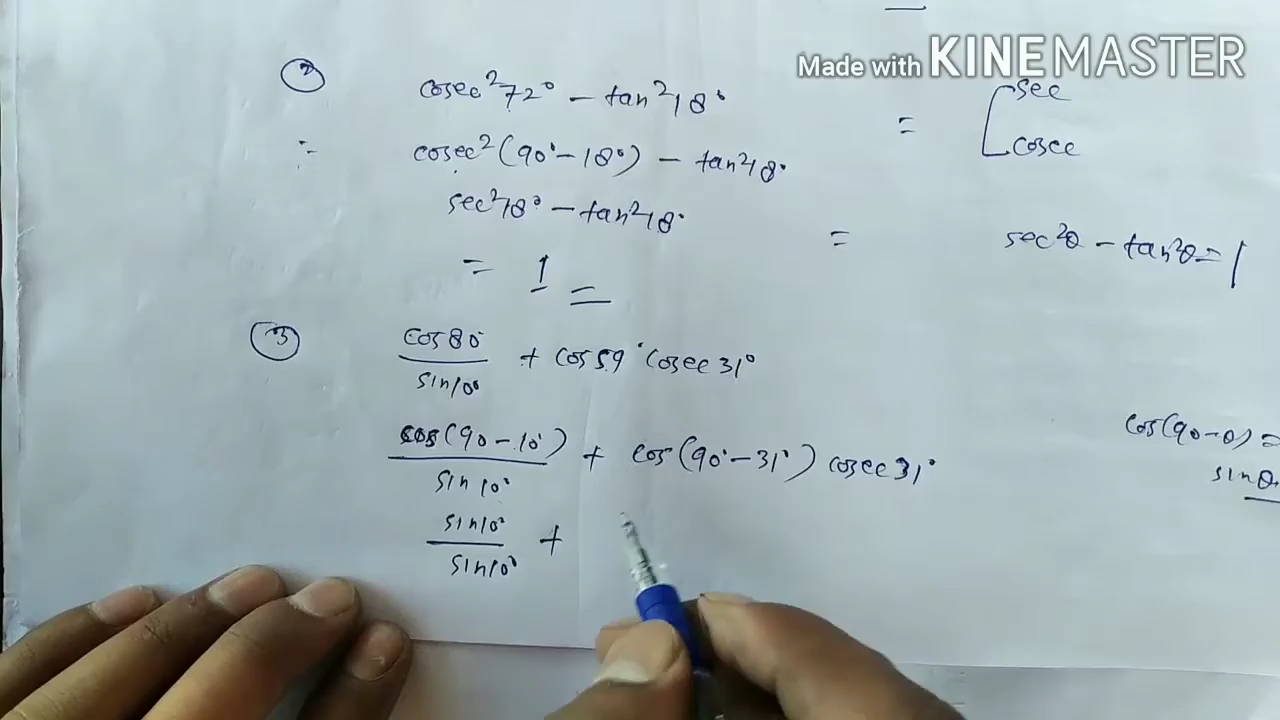 Made with KINEMASTER
② cosec²72° - tan²18° = [sec
cosec
∴ cosec²(90° - 18°) - tan²18°
sec²18° - tan²18° = sec²θ - tan²θ = 1
= 1 =
③ cos80° / sin10° + cos59° cosec31°
cos(90 - 10°) / sin10° + cos(90° - 31°) cosec31° cos(90-θ) =
sinθ
sin10° / sin10° +